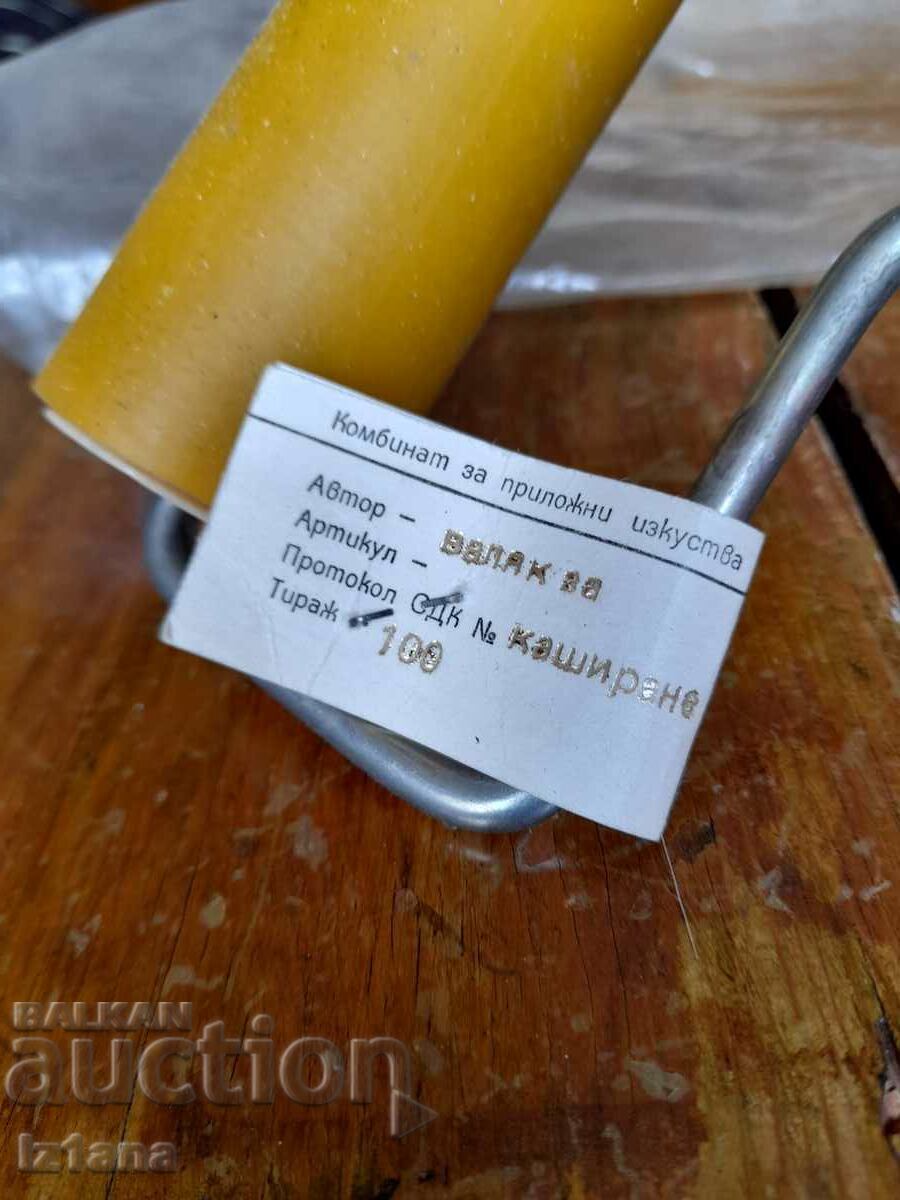 Комбинат за приложни изкуства
Автор –
Артикул – валяк за
Протокол СДК № каширане
Тираж 100
BALKAN
auction
iz1ana